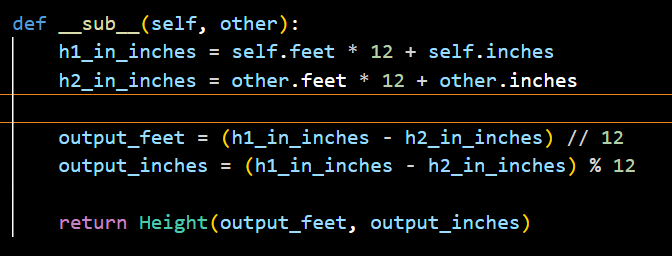 def __sub__(self, other):
    h1_in_inches = self.feet * 12 + self.inches
    h2_in_inches = other.feet * 12 + other.inches
    output_feet = (h1_in_inches - h2_in_inches) // 12
    output_inches = (h1_in_inches - h2_in_inches) % 12
    return Height(output_feet, output_inches)